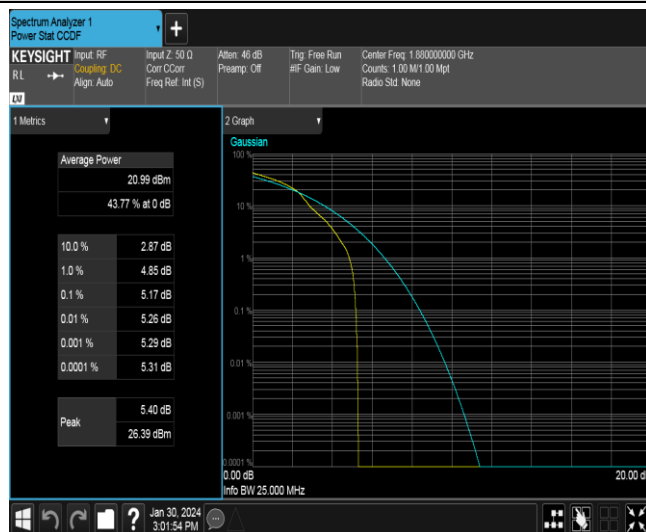 Spectrum Analyzer 1
Power Stat CCDF
+
KEYSIGHT
RL
LXI
Input: RF
Coupling: DC
Align: Auto
Input Z: 50 Ω
Corr CCorr
Freq Ref: Int (S)
Atten: 46 dB
Preamp: Off
Trig: Free Run
#IF Gain: Low
Center Freq: 1.880000000 GHz
Counts: 1.00 M/1.00 Mpt
Radio Std: None
1 Metrics
Average Power
20.99 dBm
43.77 % at 0 dB
10.0 % 2.87 dB
1.0 % 4.85 dB
0.1 % 5.17 dB
0.01 % 5.26 dB
0.001 % 5.29 dB
0.0001 % 5.31 dB
Peak
5.40 dB
26.39 dBm
2 Graph
Gaussian
100 %
10 %
1 %
0.1 %
0.01 %
0.001 %
0.0001 %
0.00 dB
20.00 d
Info BW 25.000 MHz
?
Jan 30, 2024
3:01:54 PM